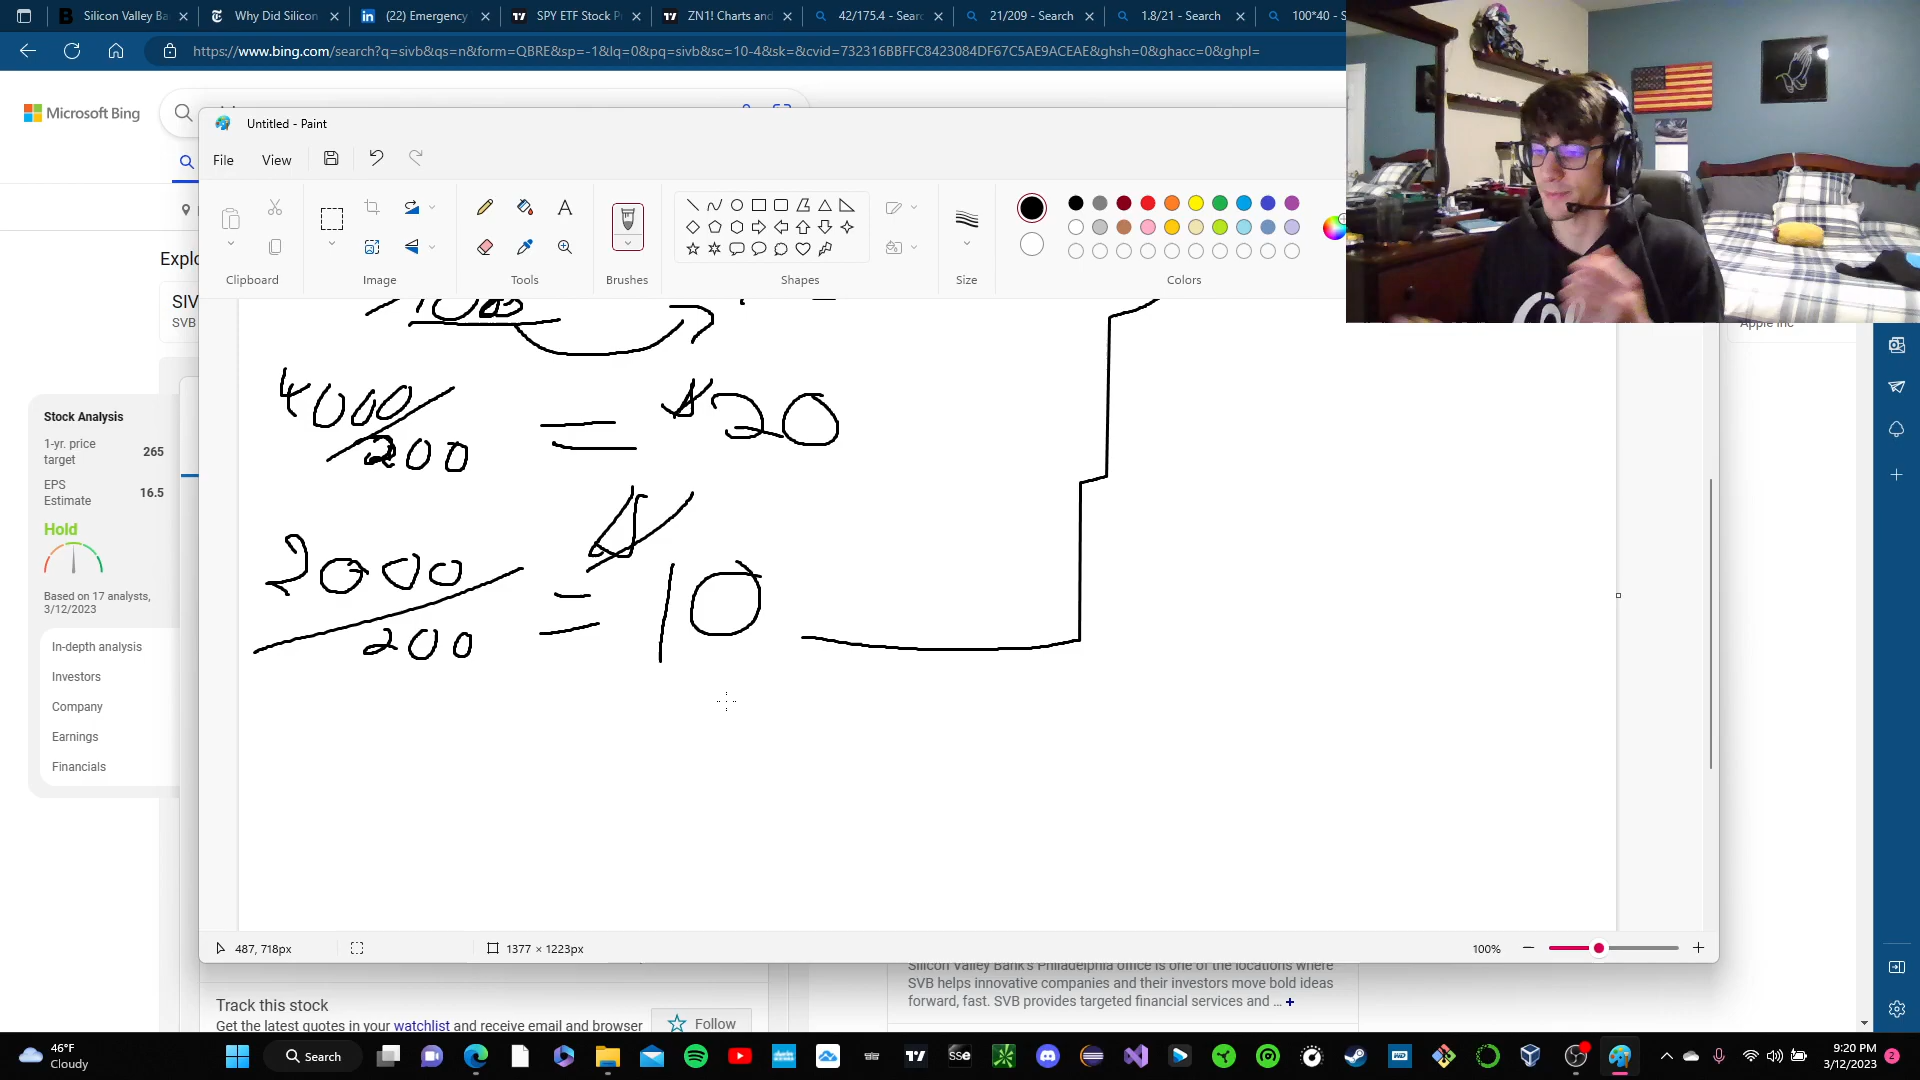 Silicon Valley Ba
Why Did Silicon
(22) Emergency
SPY ETF Stock P
ZN1! Charts and
42/175.4 - Sear
21/209 - Search
1.8/21 - Search
100*40 - S
https://www.bing.com/search?q=sivb&qs=n&form=QBRE&sp=-1&lq=0&pq=sivb&sc=10-4&sk=&cvid=732316BBFFC8423084DF67C5AE9ACEAE&ghsh=0&ghacc=0&ghpl=
Microsoft Bing
Untitled - Paint
File
View
Clipboard
Image
Tools
Brushes
Shapes
Size
Colors
Explo
SIV
SVB
Apple Inc
4000/200 = $20
2000/200 = $10
Stock Analysis
1-yr. price target
265
EPS Estimate
16.5
Hold
Based on 17 analysts,
3/12/2023
In-depth analysis
Investors
Company
Earnings
Financials
487, 718px
1377 × 1223px
100%
Silicon Valley Bank's Philadelphia office is one of the locations where
SVB helps innovative companies and their investors move bold ideas
forward, fast. SVB provides targeted financial services and ... +
Track this stock
Get the latest quotes in your watchlist and receive email and browser
Follow
46°F
Cloudy
Search
9:20 PM
3/12/2023
2